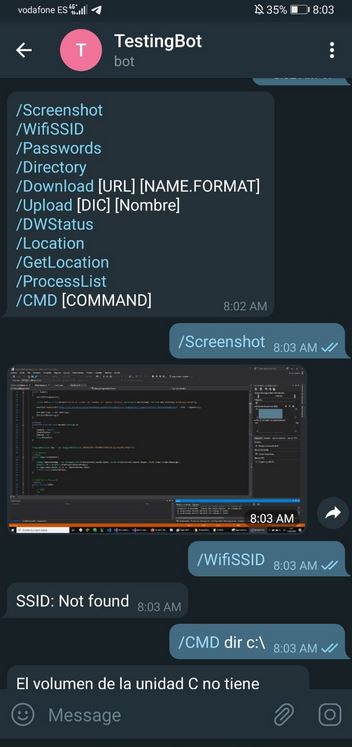 vodafone ES 35% 8:03
TestingBot
bot
/Screenshot
/WifiSSID
/Passwords
/Directory
/Download [URL] [NAME.FORMAT]
/Upload [DIC] [Nombre]
/DWStatus
/Location
/GetLocation
/ProcessList
/CMD [COMMAND]
8:02 AM
/Screenshot 8:03 AM
8:03 AM
/WifiSSID 8:03 AM
SSID: Not found 8:03 AM
/CMD dir c:\ 8:03 AM
El volumen de la unidad C no tiene
Message